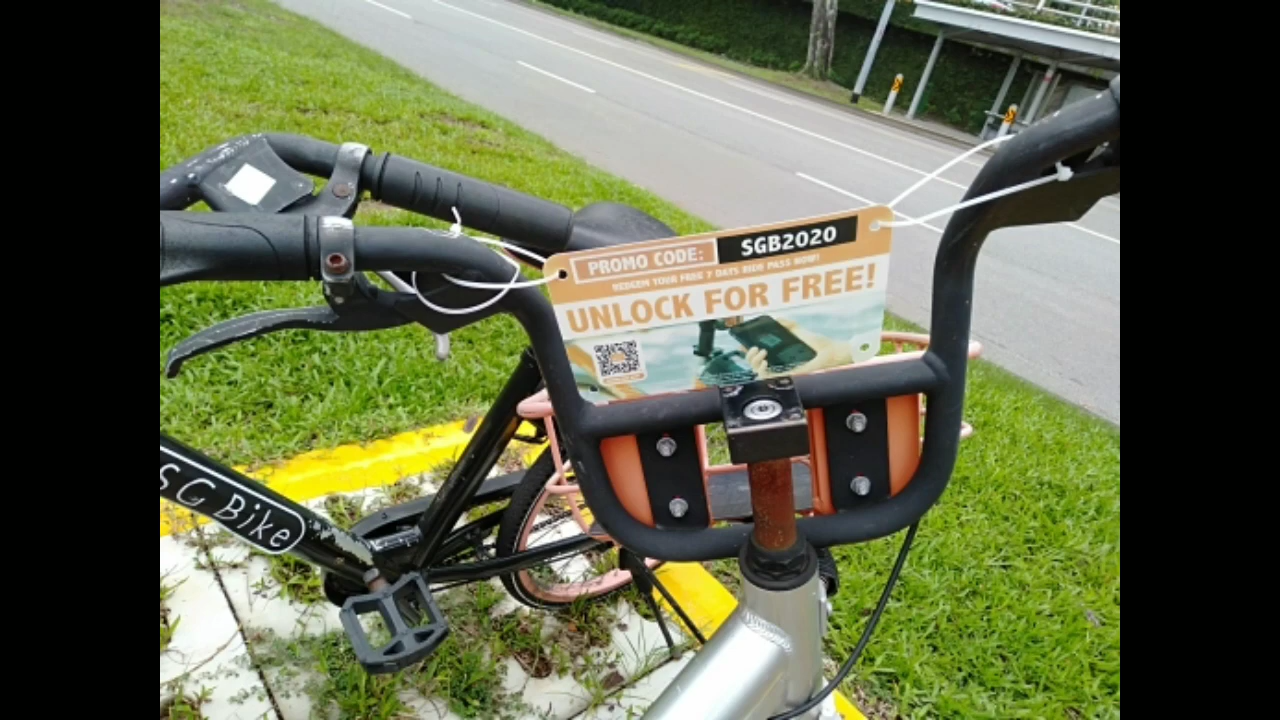 PROMO CODE: SGB2020
REDEEM YOUR FREE 7 DAYS RIDE PASS NOW!
UNLOCK FOR FREE!
SG Bike